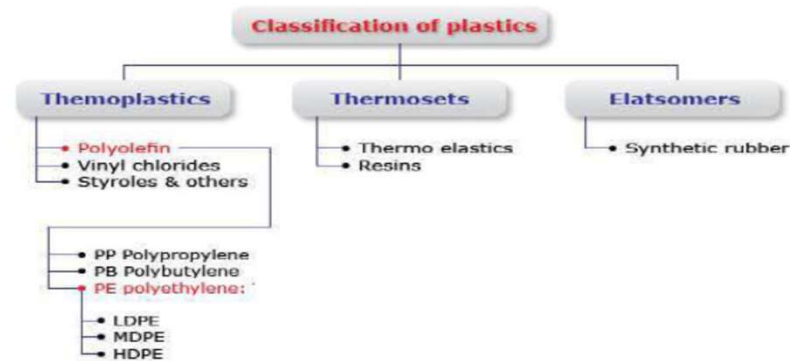 Classification of plastics
Themoplastics
Polyolefin
Vinyl chlorides
Styroles & others
PP Polypropylene
PB Polybutylene
PE polyethylene:
LDPE
MDPE
HDPE
Thermosets
Thermo elastics
Resins
Elatsomers
Synthetic rubber